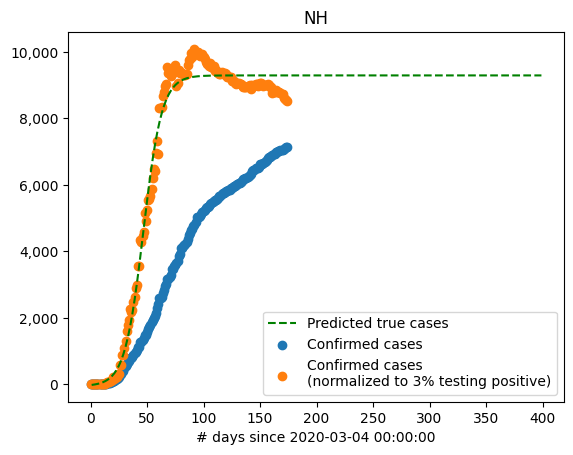 NH
10,000
8,000
6,000
4,000
2,000
0
Predicted true cases
Confirmed cases
Confirmed cases
(normalized to 3% testing positive)
0 50 100 150 200 250 300 350 400
# days since 2020-03-04 00:00:00